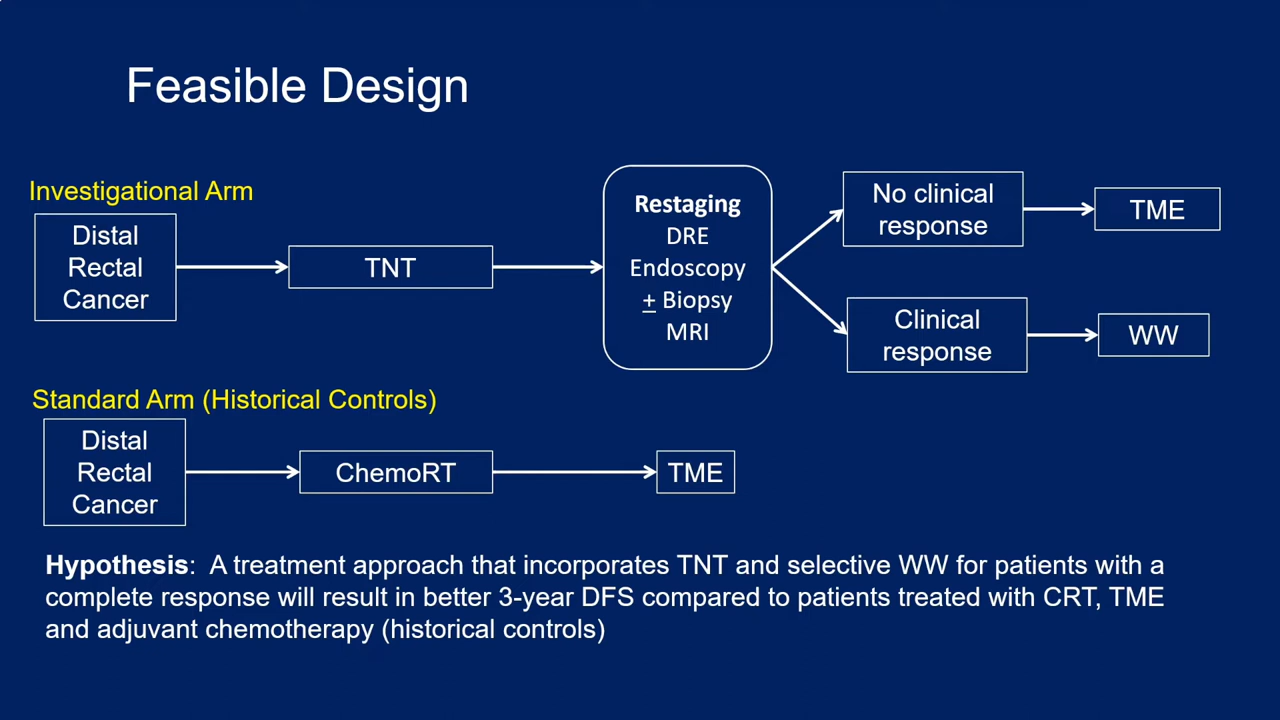 Feasible Design
Investigational Arm
Distal
Rectal
Cancer
TNT
Restaging
DRE
Endoscopy
± Biopsy
MRI
No clinical
response
TME
Clinical
response
WW
Standard Arm (Historical Controls)
Distal
Rectal
Cancer
ChemoRT
TME
Hypothesis: A treatment approach that incorporates TNT and selective WW for patients with a
complete response will result in better 3-year DFS compared to patients treated with CRT, TME
and adjuvant chemotherapy (historical controls)